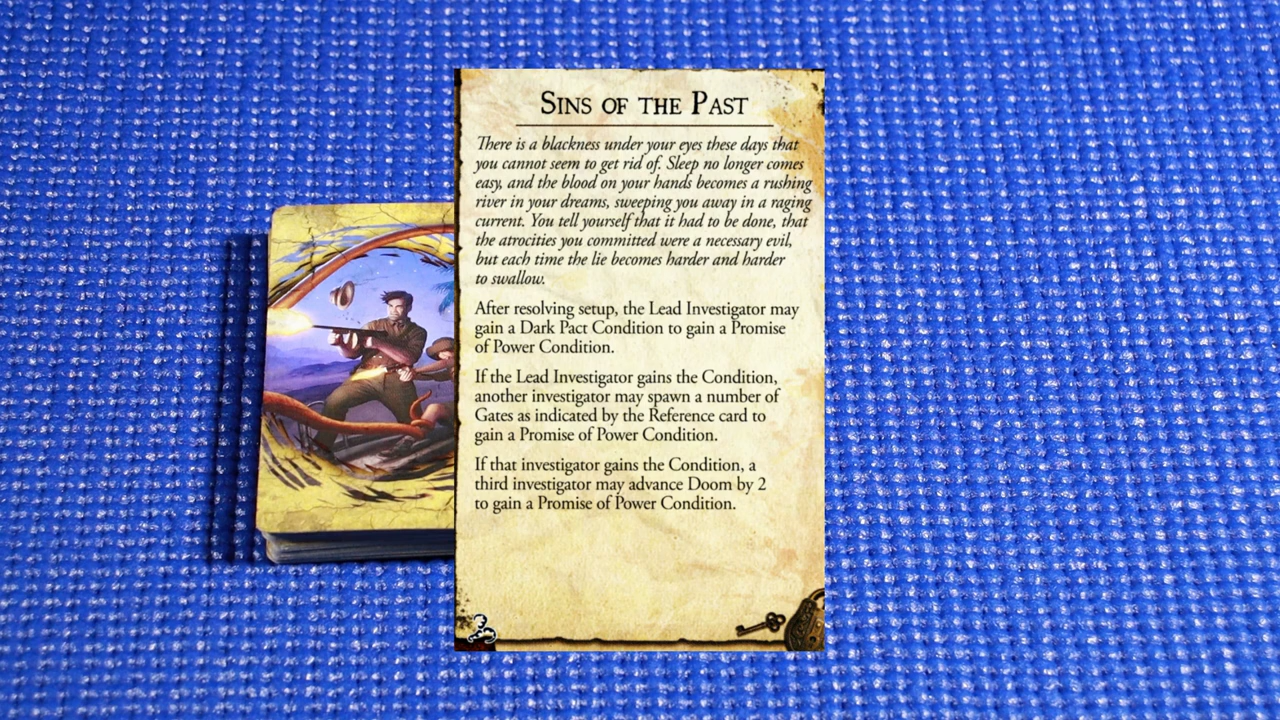 SINS OF THE PAST
There is a blackness under your eyes these days that
you cannot seem to get rid of. Sleep no longer comes
easy, and the blood on your hands becomes a rushing
river in your dreams, sweeping you away in a raging
current. You tell yourself that it had to be done, that
the atrocities you committed were a necessary evil,
but each time the lie becomes harder and harder
to swallow.
After resolving setup, the Lead Investigator may
gain a Dark Pact Condition to gain a Promise
of Power Condition.
If the Lead Investigator gains the Condition,
another investigator may spawn a number of
Gates as indicated by the Reference card to
gain a Promise of Power Condition.
If that investigator gains the Condition, a
third investigator may advance Doom by 2
to gain a Promise of Power Condition.